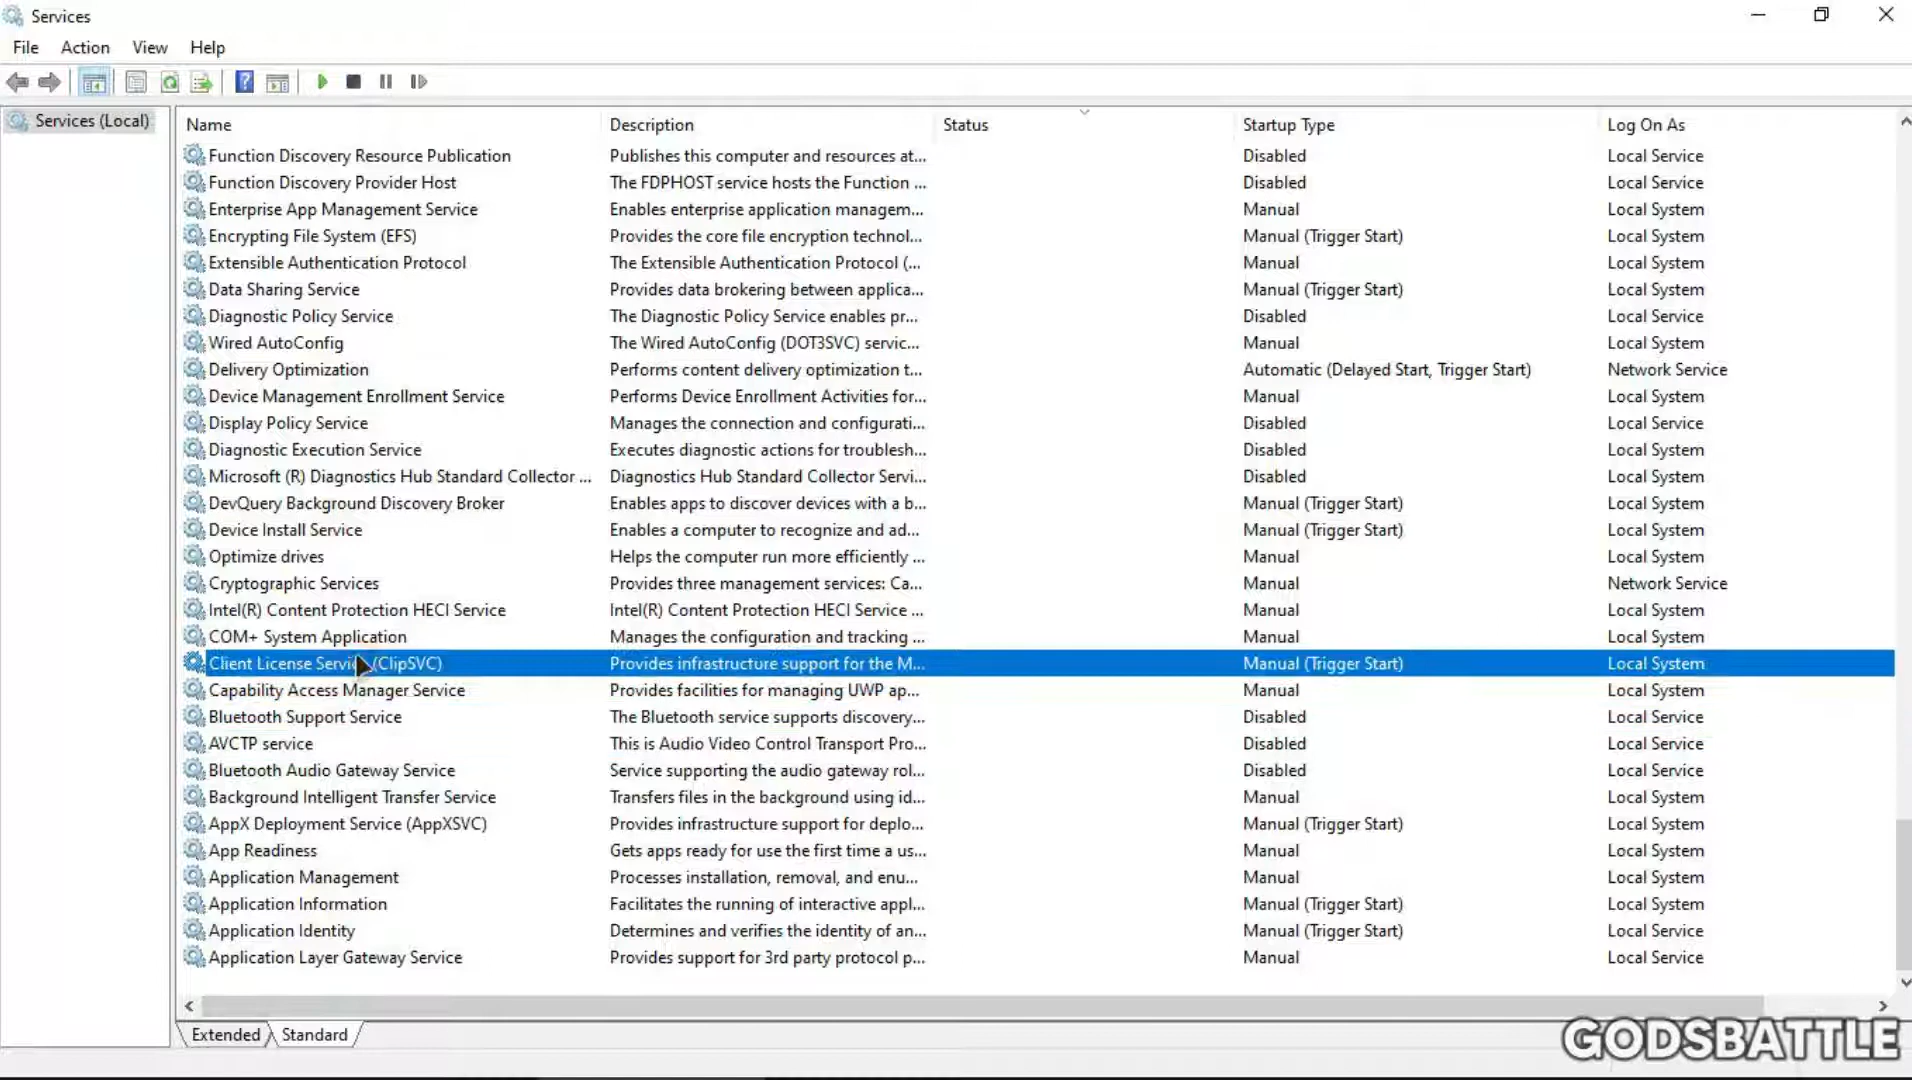 Services
File Action View Help
Services (Local)
Name Description Status Startup Type Log On As
Function Discovery Resource Publication Publishes this computer and resources at... Disabled Local Service
Function Discovery Provider Host The FDPHOST service hosts the Function ... Disabled Local Service
Enterprise App Management Service Enables enterprise application managem... Manual Local System
Encrypting File System (EFS) Provides the core file encryption technol... Manual (Trigger Start) Local System
Extensible Authentication Protocol The Extensible Authentication Protocol (... Manual Local System
Data Sharing Service Provides data brokering between applica... Manual (Trigger Start) Local System
Diagnostic Policy Service The Diagnostic Policy Service enables pr... Disabled Local Service
Wired AutoConfig The Wired AutoConfig (DOT3SVC) servic... Manual Local System
Delivery Optimization Performs content delivery optimization t... Automatic (Delayed Start, Trigger Start) Network Service
Device Management Enrollment Service Performs Device Enrollment Activities for... Manual Local System
Display Policy Service Manages the connection and configurati... Disabled Local Service
Diagnostic Execution Service Executes diagnostic actions for troublesh... Disabled Local System
Microsoft (R) Diagnostics Hub Standard Collector ... Diagnostics Hub Standard Collector Servi... Disabled Local System
DevQuery Background Discovery Broker Enables apps to discover devices with a b... Manual (Trigger Start) Local System
Device Install Service Enables a computer to recognize and ad... Manual (Trigger Start) Local System
Optimize drives Helps the computer run more efficiently ... Manual Local System
Cryptographic Services Provides three management services: Ca... Manual Network Service
Intel(R) Content Protection HECI Service Intel(R) Content Protection HECI Service ... Manual Local System
COM+ System Application Manages the configuration and tracking ... Manual Local System
Client License Service (ClipSVC) Provides infrastructure support for the M... Manual (Trigger Start) Local System
Capability Access Manager Service Provides facilities for managing UWP ap... Manual Local System
Bluetooth Support Service The Bluetooth service supports discovery... Disabled Local Service
AVCTP service This is Audio Video Control Transport Pro... Disabled Local Service
Bluetooth Audio Gateway Service Service supporting the audio gateway rol... Disabled Local Service
Background Intelligent Transfer Service Transfers files in the background using id... Manual Local System
AppX Deployment Service (AppXSVC) Provides infrastructure support for deplo... Manual (Trigger Start) Local System
App Readiness Gets apps ready for use the first time a us... Manual Local System
Application Management Processes installation, removal, and enu... Manual Local System
Application Information Facilitates the running of interactive appl... Manual (Trigger Start) Local System
Application Identity Determines and verifies the identity of an... Manual (Trigger Start) Local Service
Application Layer Gateway Service Provides support for 3rd party protocol p... Manual Local Service
Extended Standard
GODSBATTLE